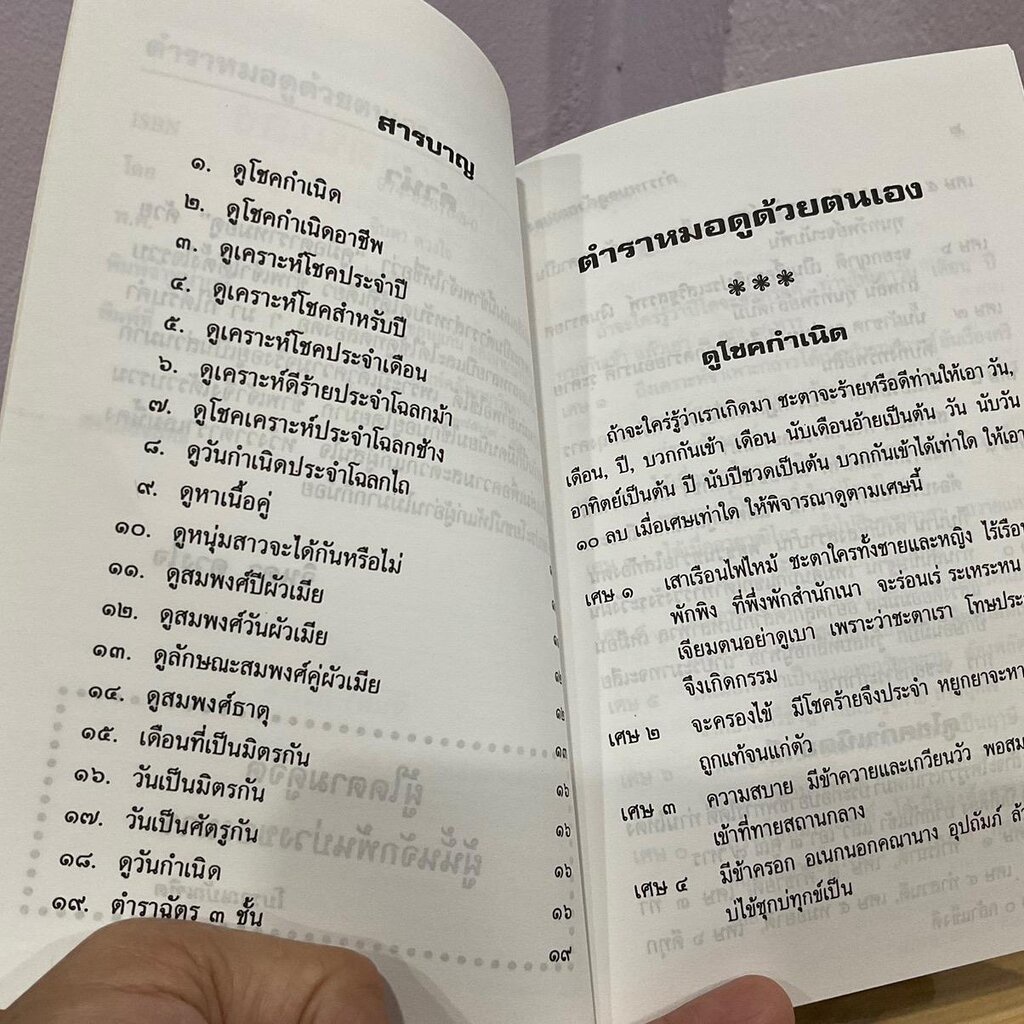 สารบาญ
๑. ดูโชคกำเนิด
๒. ดูโชคกำเนิดอาชีพ
๓. ดูเคราะห์โชคประจำปี
๔. ดูเคราะห์โชคสำหรับปี
๕. ดูเคราะห์โชคประจำเดือน
๖. ดูเคราะห์ดีร้ายประจำโฉลกม้า
๗. ดูโชคเคราะห์ประจำโฉลกช้าง
๘. ดูวันกำเนิดประจำโฉลกไถ
๙. ดูหาเนื้อคู่
๑๐. ดูหนุ่มสาวจะได้กันหรือไม่
๑๑. ดูสมพงศ์ปีผัวเมีย
๑๒. ดูสมพงศ์วันผัวเมีย
๑๓. ดูลักษณะสมพงศ์คู่ผัวเมีย
๑๔. ดูสมพงศ์ธาตุ ๑๒
๑๕. เดือนที่เป็นมิตรกัน ๑๓
๑๖. วันเป็นมิตรกัน ๑๖
๑๗. วันเป็นศัตรูกัน ๑๖
๑๘. ดูวันกำเนิด ๑๖
๑๙. ตำราฉัตร ๓ ชั้น ๑๖
๑๙
ตำราหมอดูด้วยตนเอง
***
ดูโชคกำเนิด
ถ้าจะใคร่รู้ว่าเราเกิดมา ชะตาจะร้ายหรือดีท่านให้เอา วัน,
เดือน, ปี, บวกกันเข้า เดือน นับเดือนอ้ายเป็นต้น วัน นับวัน
อาทิตย์เป็นต้น ปี นับปีชวดเป็นต้น บวกกันเข้าได้เท่าใด ให้เอา
๑๐ ลบ เมื่อเศษเท่าใด ให้พิจารณาดูตามเศษนี้
เศษ ๑ เสาเรือนไฟไหม้ ชะตาใครทั้งชายและหญิง ไร้เรือน
พักพิง ที่พึ่งพักสำนักเนา จะร่อนเร่ ระเหระหน
เจียมตนอย่าดูเบา เพราะว่าชะตาเรา โทษประ
จึงเกิดกรรม
เศษ ๒ จะครองไข้ มีโชคร้ายจึงประจำ หยูกยาจะหา
ถูกแท้จนแก่ตัว
เศษ ๓ ความสบาย มีข้าควายและเกวียนวัว พอสม
เข้าที่ทายสถานกลาง
เศษ ๔ มีข้าครอก อเนกนอกคณานาง อุปถัมภ์ ล้
บ่ไข้ซุกบ่ทุกข์เป็น